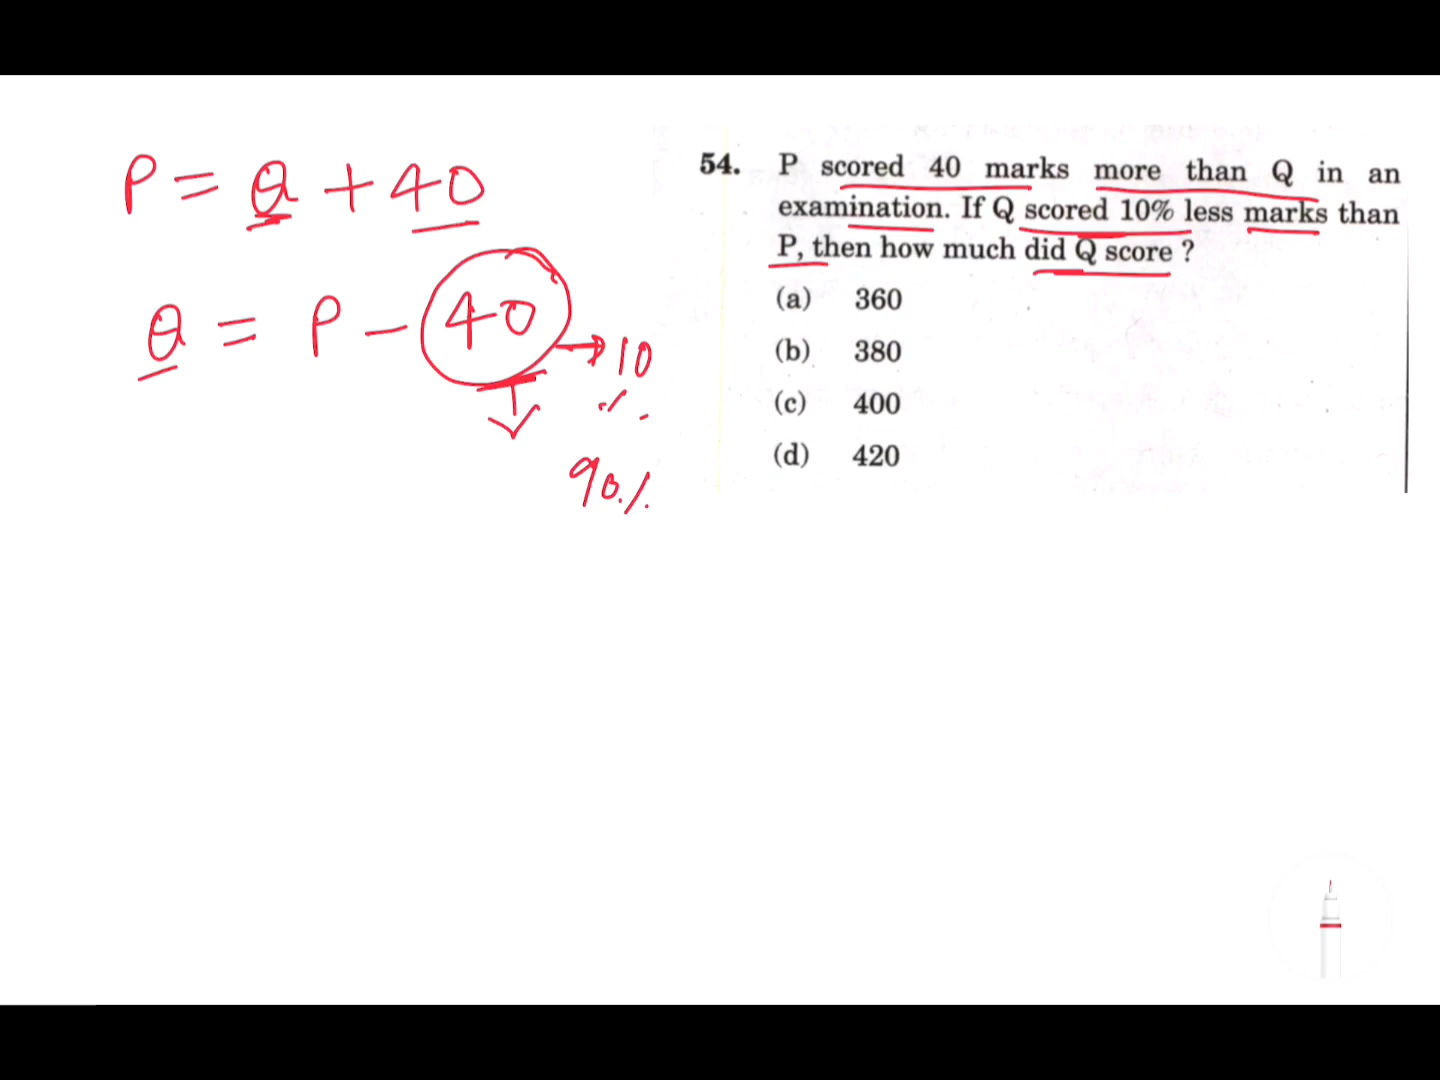 P = Q + 40
Q = P - 40
→ 10
%
90%
54. P scored 40 marks more than Q in an
examination. If Q scored 10% less marks than
P, then how much did Q score ?
(a) 360
(b) 380
(c) 400
(d) 420